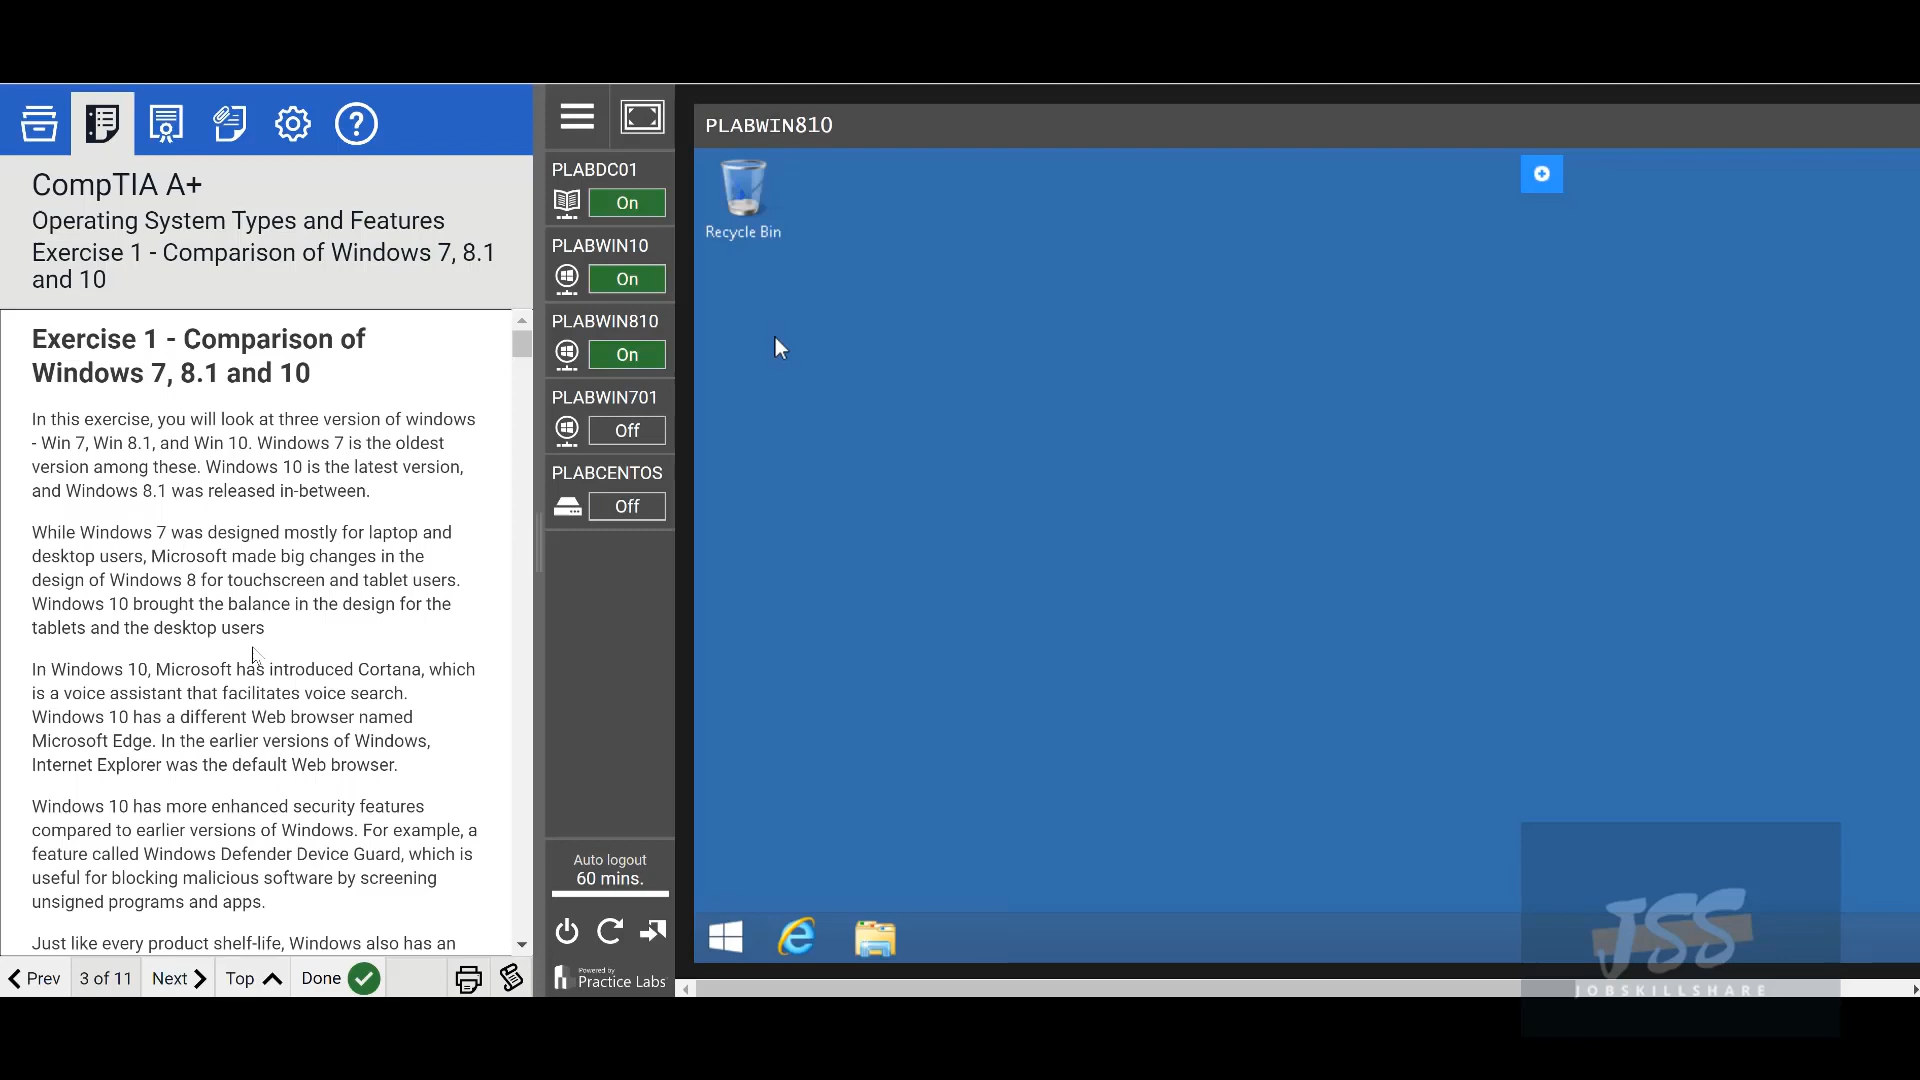 CompTIA A+
Operating System Types and Features
Exercise 1 - Comparison of Windows 7, 8.1
and 10
Exercise 1 - Comparison of
Windows 7, 8.1 and 10
In this exercise, you will look at three version of windows
- Win 7, Win 8.1, and Win 10. Windows 7 is the oldest
version among these. Windows 10 is the latest version,
and Windows 8.1 was released in-between.
While Windows 7 was designed mostly for laptop and
desktop users, Microsoft made big changes in the
design of Windows 8 for touchscreen and tablet users.
Windows 10 brought the balance in the design for the
tablets and the desktop users
In Windows 10, Microsoft has introduced Cortana, which
is a voice assistant that facilitates voice search.
Windows 10 has a different Web browser named
Microsoft Edge. In the earlier versions of Windows,
Internet Explorer was the default Web browser.
Windows 10 has more enhanced security features
compared to earlier versions of Windows. For example, a
feature called Windows Defender Device Guard, which is
useful for blocking malicious software by screening
unsigned programs and apps.
Just like every product shelf-life, Windows also has an
Prev
3 of 11
Next
Top
Done
PLABDC01
On
PLABWIN10
On
PLABWIN810
On
PLABWIN701
Off
PLABCENTOS
Off
Auto logout
60 mins.
Powered by
Practice Labs
PLABWIN810
Recycle Bin
JSS
JOBSKILLSHARE